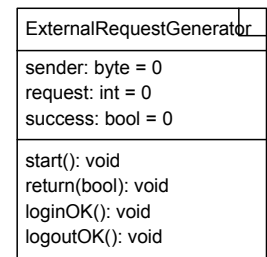 ExternalRequestGenerator
sender: byte = 0
request: int = 0
success: bool = 0
start(): void
return(bool): void
loginOK(): void
logoutOK(): void